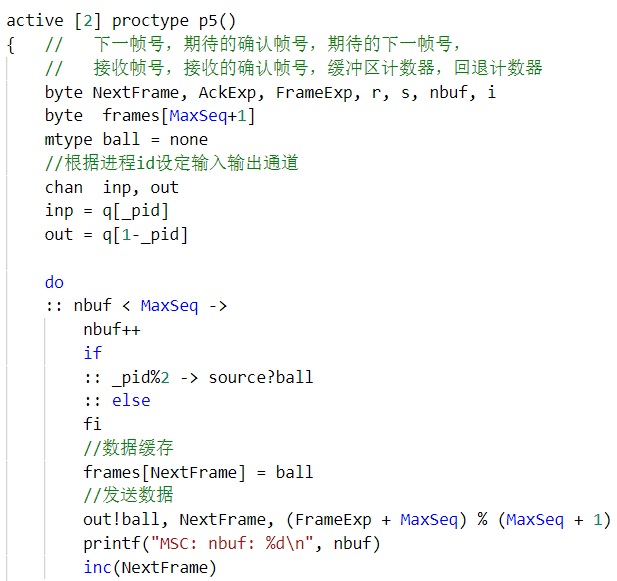 active [2] proctype p5()
{   //   下一帧号，期待的确认帧号，期待的下一帧号，
    //   接收帧号，接收的确认帧号，缓冲区计数器，回退计数器
    byte NextFrame, AckExp, FrameExp, r, s, nbuf, i
    byte  frames[MaxSeq+1]
    mtype ball = none
    //根据进程id设定输入输出通道
    chan  inp, out
    inp = q[_pid]
    out = q[1-_pid]
    do
    :: nbuf < MaxSeq ->
        nbuf++
        if
        :: _pid%2 -> source?ball
        :: else
        fi
        //数据缓存
        frames[NextFrame] = ball
        //发送数据
        out!ball, NextFrame, (FrameExp + MaxSeq) % (MaxSeq + 1)
        printf("MSC: nbuf: %d\n", nbuf)
        inc(NextFrame)